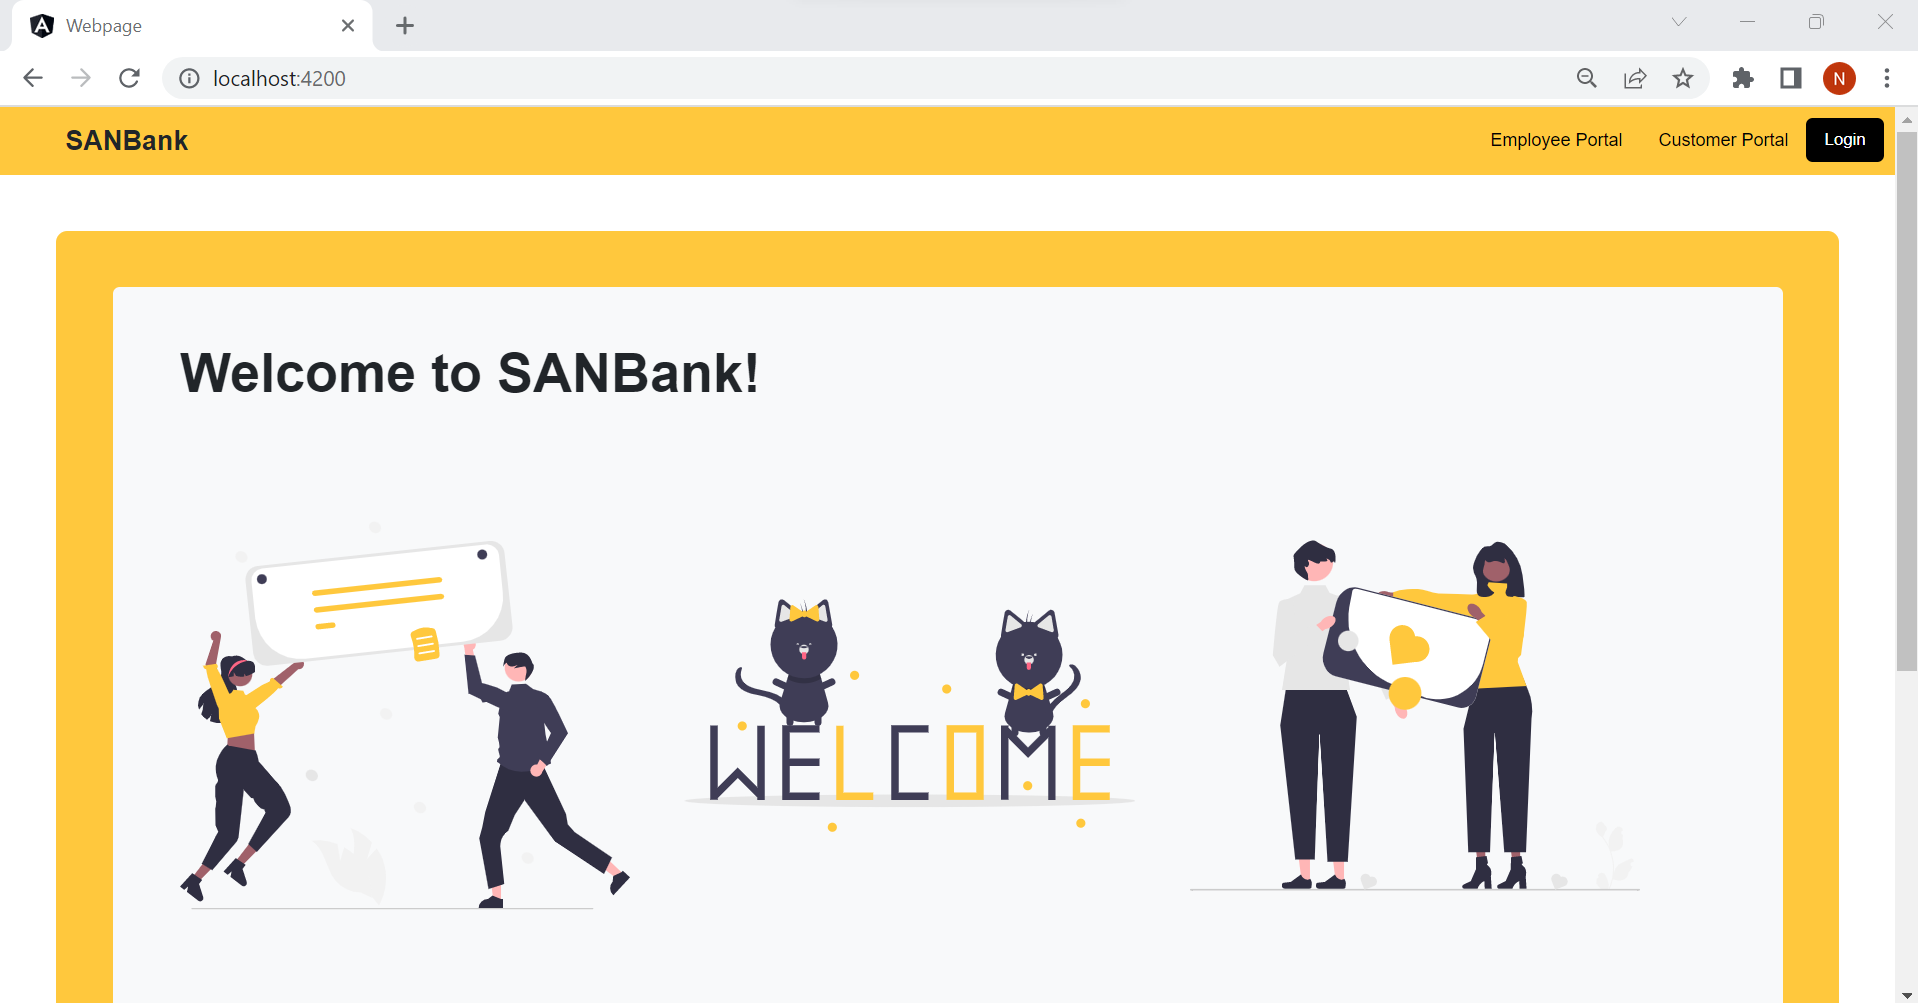 Webpage
localhost:4200
N
SANBank
Employee Portal
Customer Portal
Login
Welcome to SANBank!
WELCOME